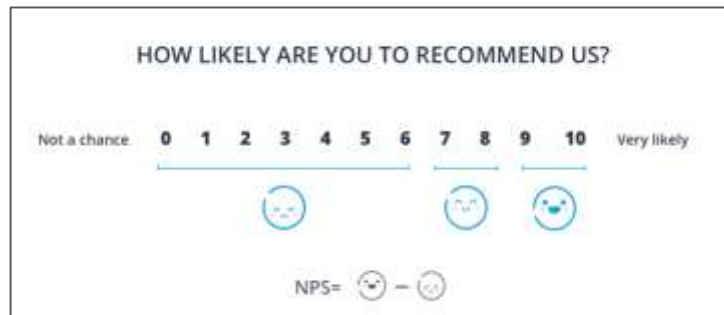 HOW LIKELY ARE YOU TO RECOMMEND US?
Not a chance 0 1 2 3 4 5 6 7 8 9 10 Very likely
NPS= –